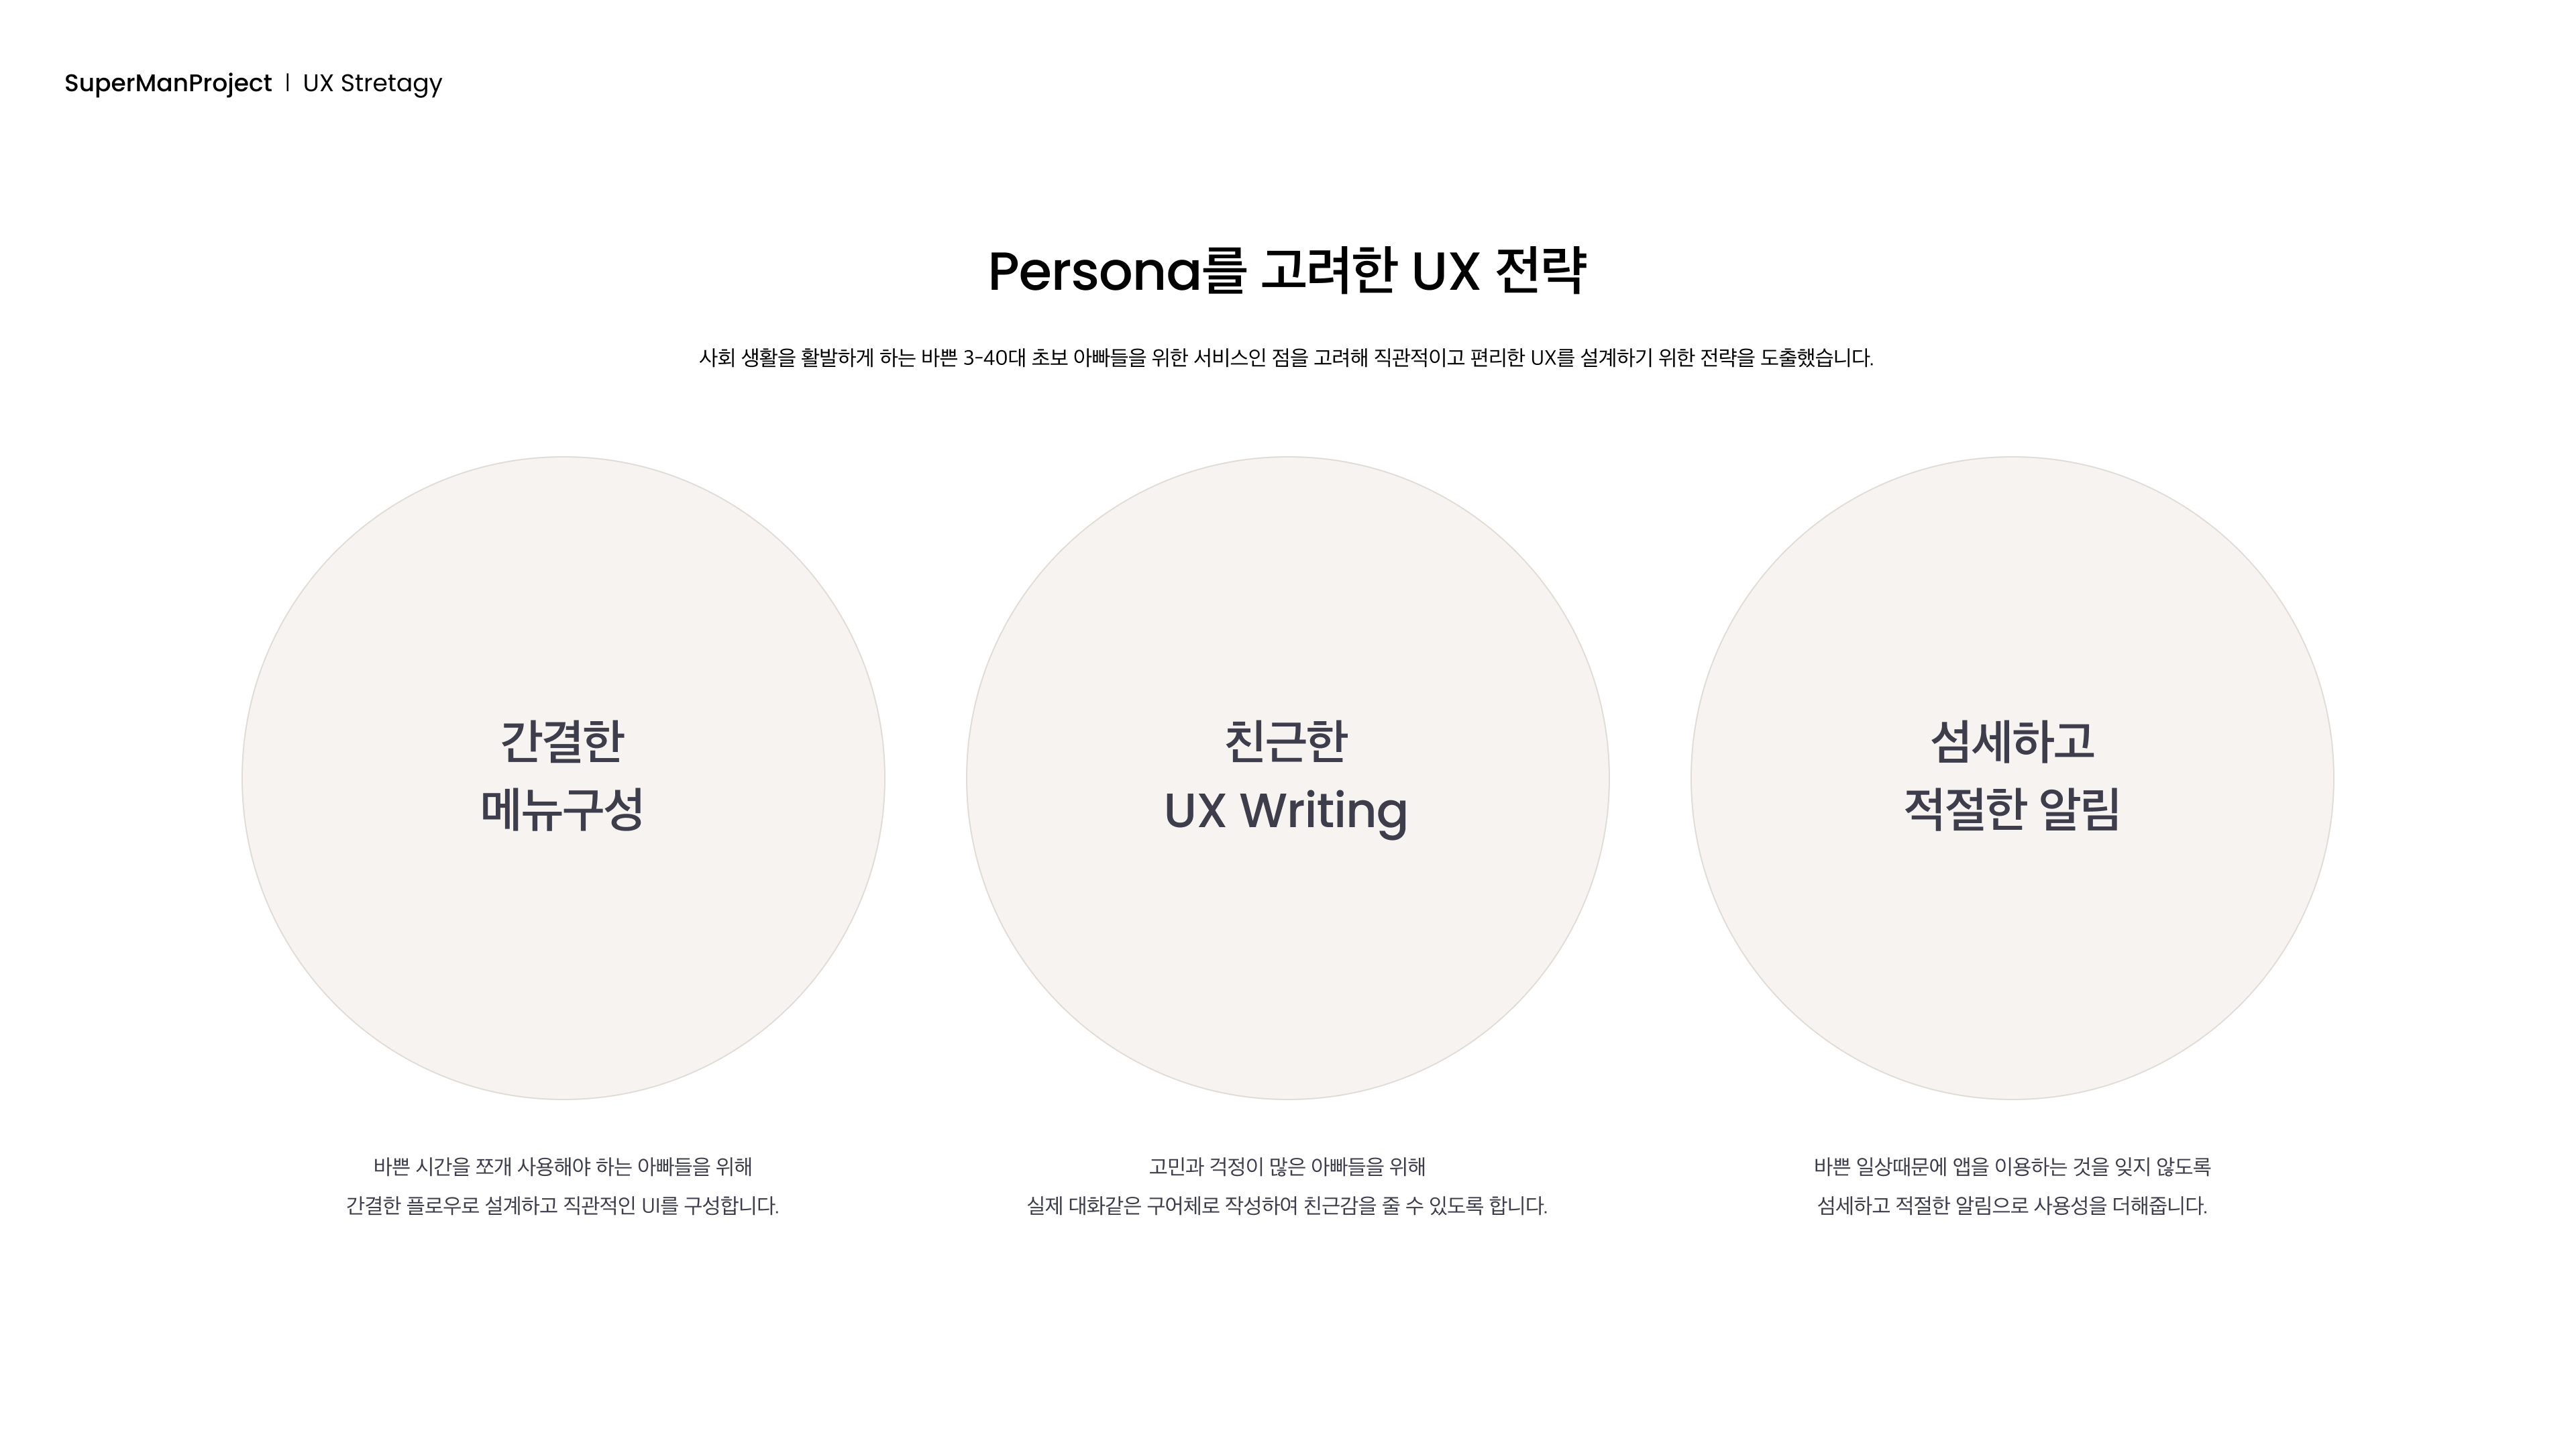 SuperManProject | UX Stretagy
Persona를 고려한 UX 전략
사회 생활을 활발하게 하는 바쁜 3-40대 초보 아빠들을 위한 서비스인 점을 고려해 직관적이고 편리한 UX를 설계하기 위한 전략을 도출했습니다.
간결한
메뉴구성
바쁜 시간을 쪼개 사용해야 하는 아빠들을 위해
간결한 플로우로 설계하고 직관적인 UI를 구성합니다.
친근한
UX Writing
고민과 걱정이 많은 아빠들을 위해
실제 대화같은 구어체로 작성하여 친근감을 줄 수 있도록 합니다.
섬세하고
적절한 알림
바쁜 일상때문에 앱을 이용하는 것을 잊지 않도록
섬세하고 적절한 알림으로 사용성을 더해줍니다.